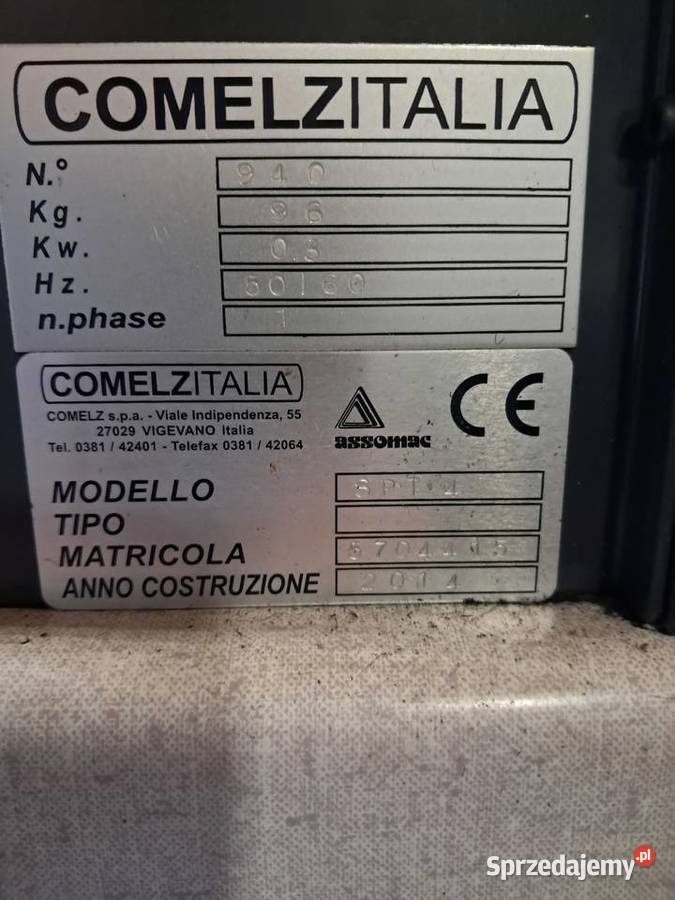 COMELZITALIA
N.° 940
Kg. 96
Kw. 0.3
Hz. 50/60
n.phase 1
COMELZITALIA
COMELZ s.p.a. - Viale Indipendenza, 55
27029 VIGEVANO Italia
Tel. 0381 / 42401 - Telefax 0381 / 42064
assomac
CE
MODELLO
TIPO
MATRICOLA
ANNO COSTRUZIONE 2014
Sprzedajemy.pl